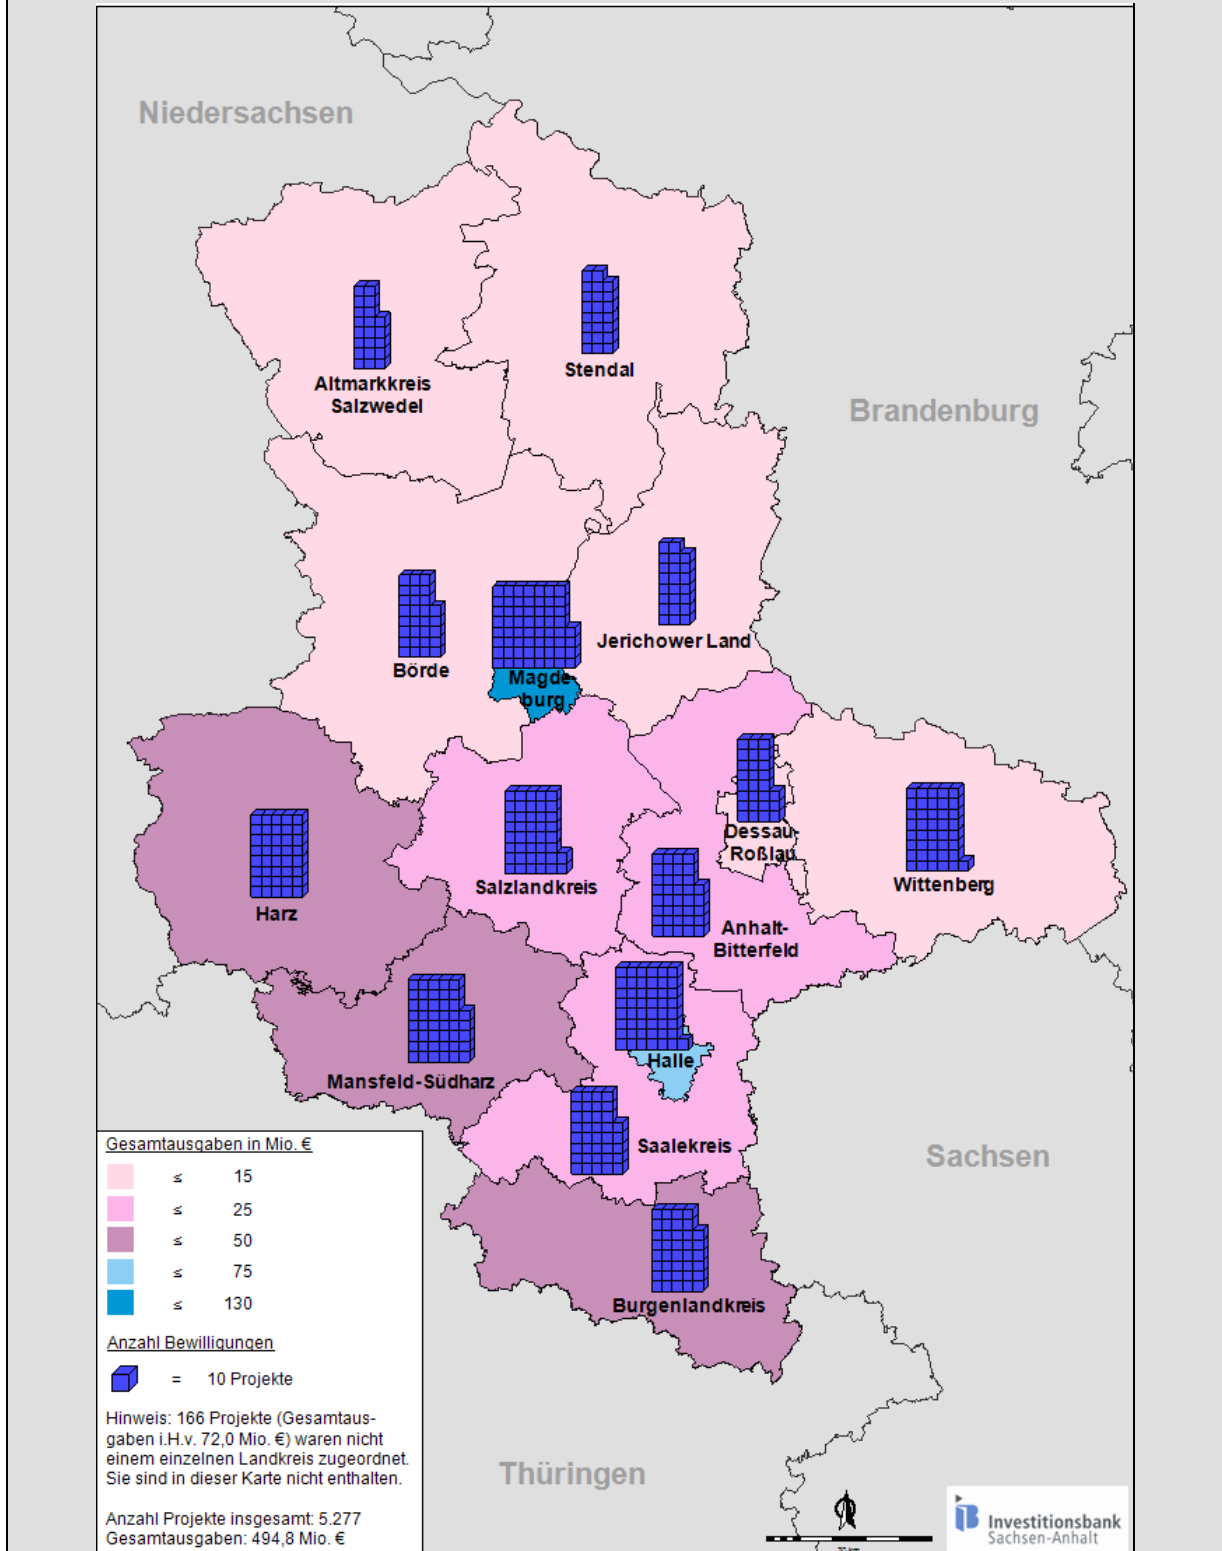 Niedersachsen
Altmarkkreis
Salzwedel
Stendal
Brandenburg
Jerichower Land
Börde
Magde-
burg
Dessau-
Roßlau
Wittenberg
Salzlandkreis
Harz
Anhalt-
Bitterfeld
Halle
Mansfeld-Südharz
Saalekreis
Sachsen
Burgenlandkreis
Thüringen
Gesamtausgaben in Mio. €
≤ 15
≤ 25
≤ 50
≤ 75
≤ 130
Anzahl Bewilligungen
= 10 Projekte
Hinweis: 166 Projekte (Gesamtaus-
gaben i.H.v. 72,0 Mio. €) waren nicht
einem einzelnen Landkreis zugeordnet.
Sie sind in dieser Karte nicht enthalten.
Anzahl Projekte insgesamt: 5.277
Gesamtausgaben: 494,8 Mio. €
Investitionsbank
Sachsen-Anhalt